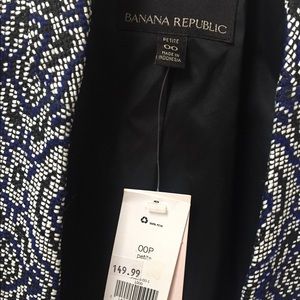 BANANA REPUBLIC
PETITE
00
MADE IN
INDONESIA
00P
petite
149.99